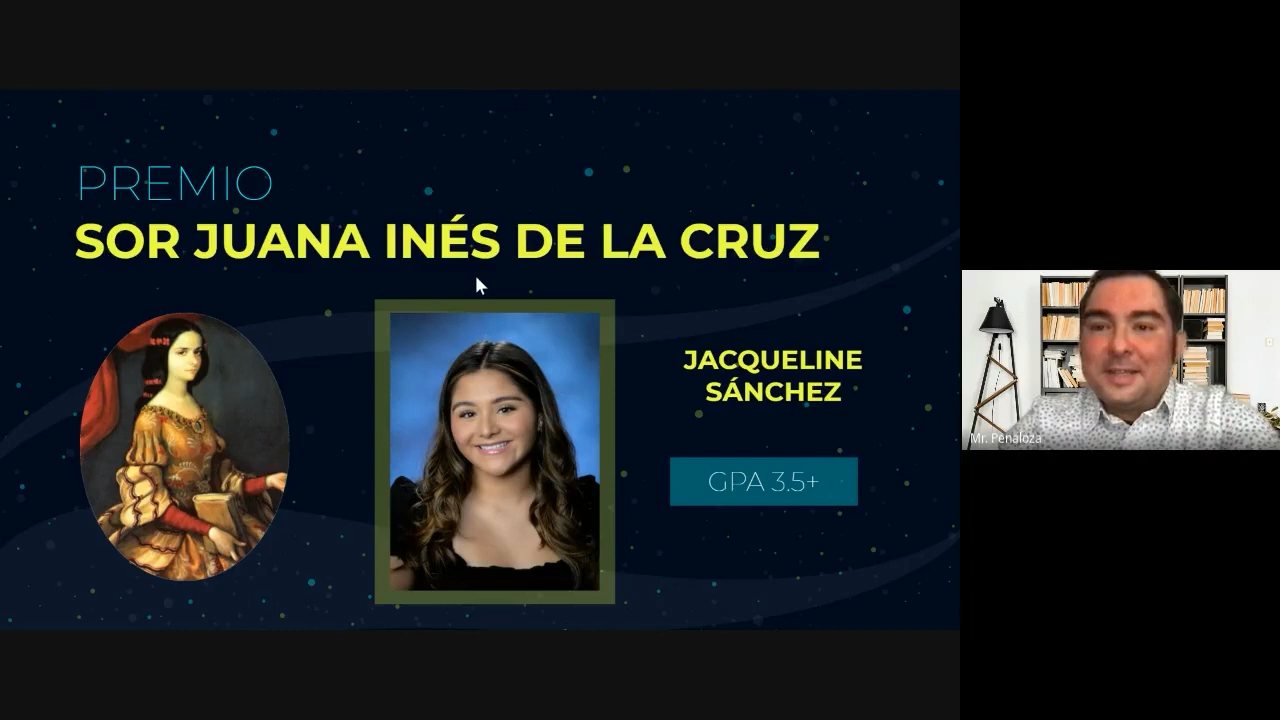 PREMIO
SOR JUANA INÉS DE LA CRUZ
JACQUELINE
SÁNCHEZ
GPA 3.5+
Mr. Penaloza